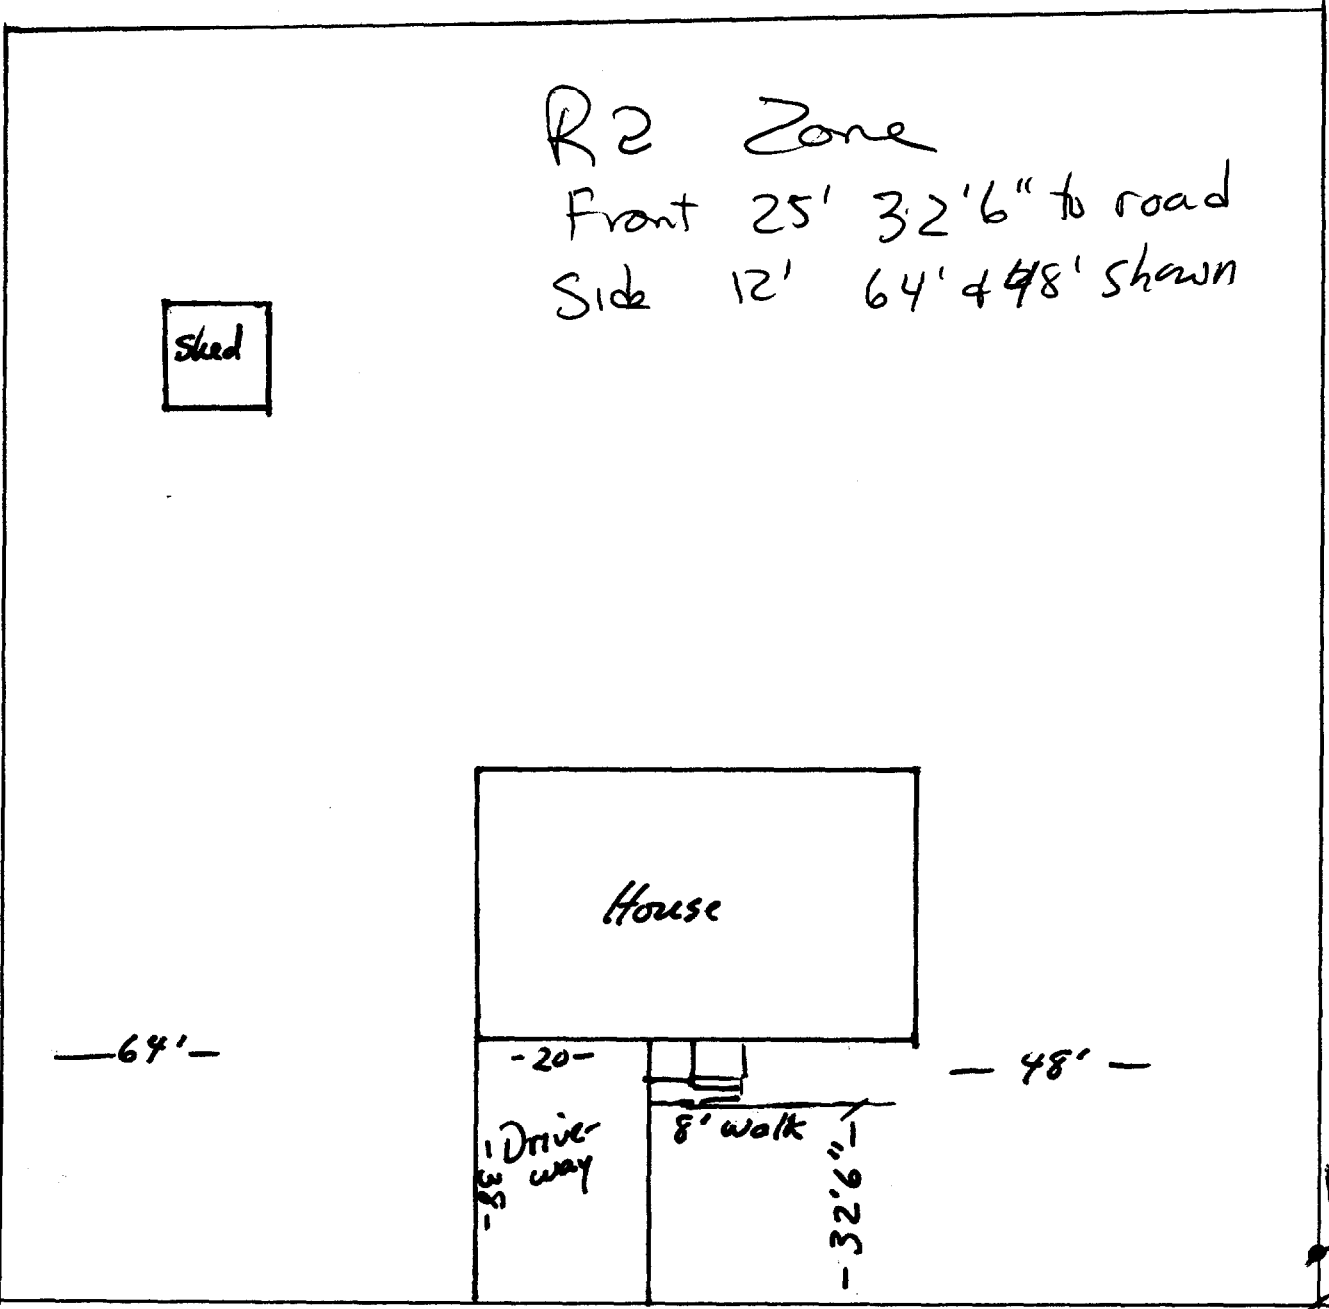 R2 Zone
Front 25' 32'6" to road
Side 12' 64' & 48' shown
Shed
House
—64'—
-20-
— 48' —
8' walk
Drive-
way
-38-
-32'6"-